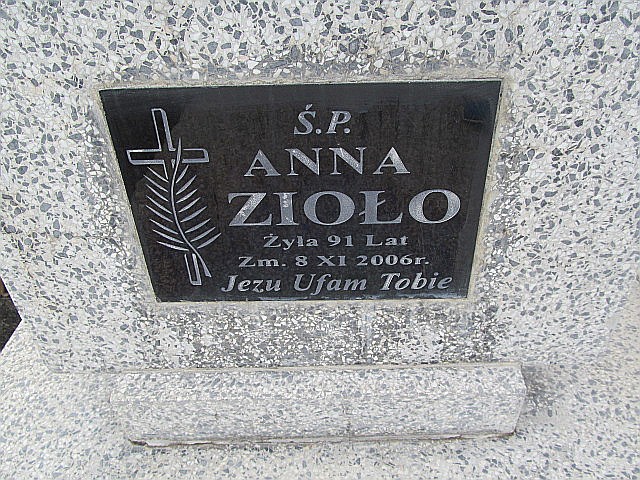 Ś.P.
ANNA
ZIOŁO
Żyła 91 Lat
Zm. 8 XI 2006r.
Jezu Ufam Tobie